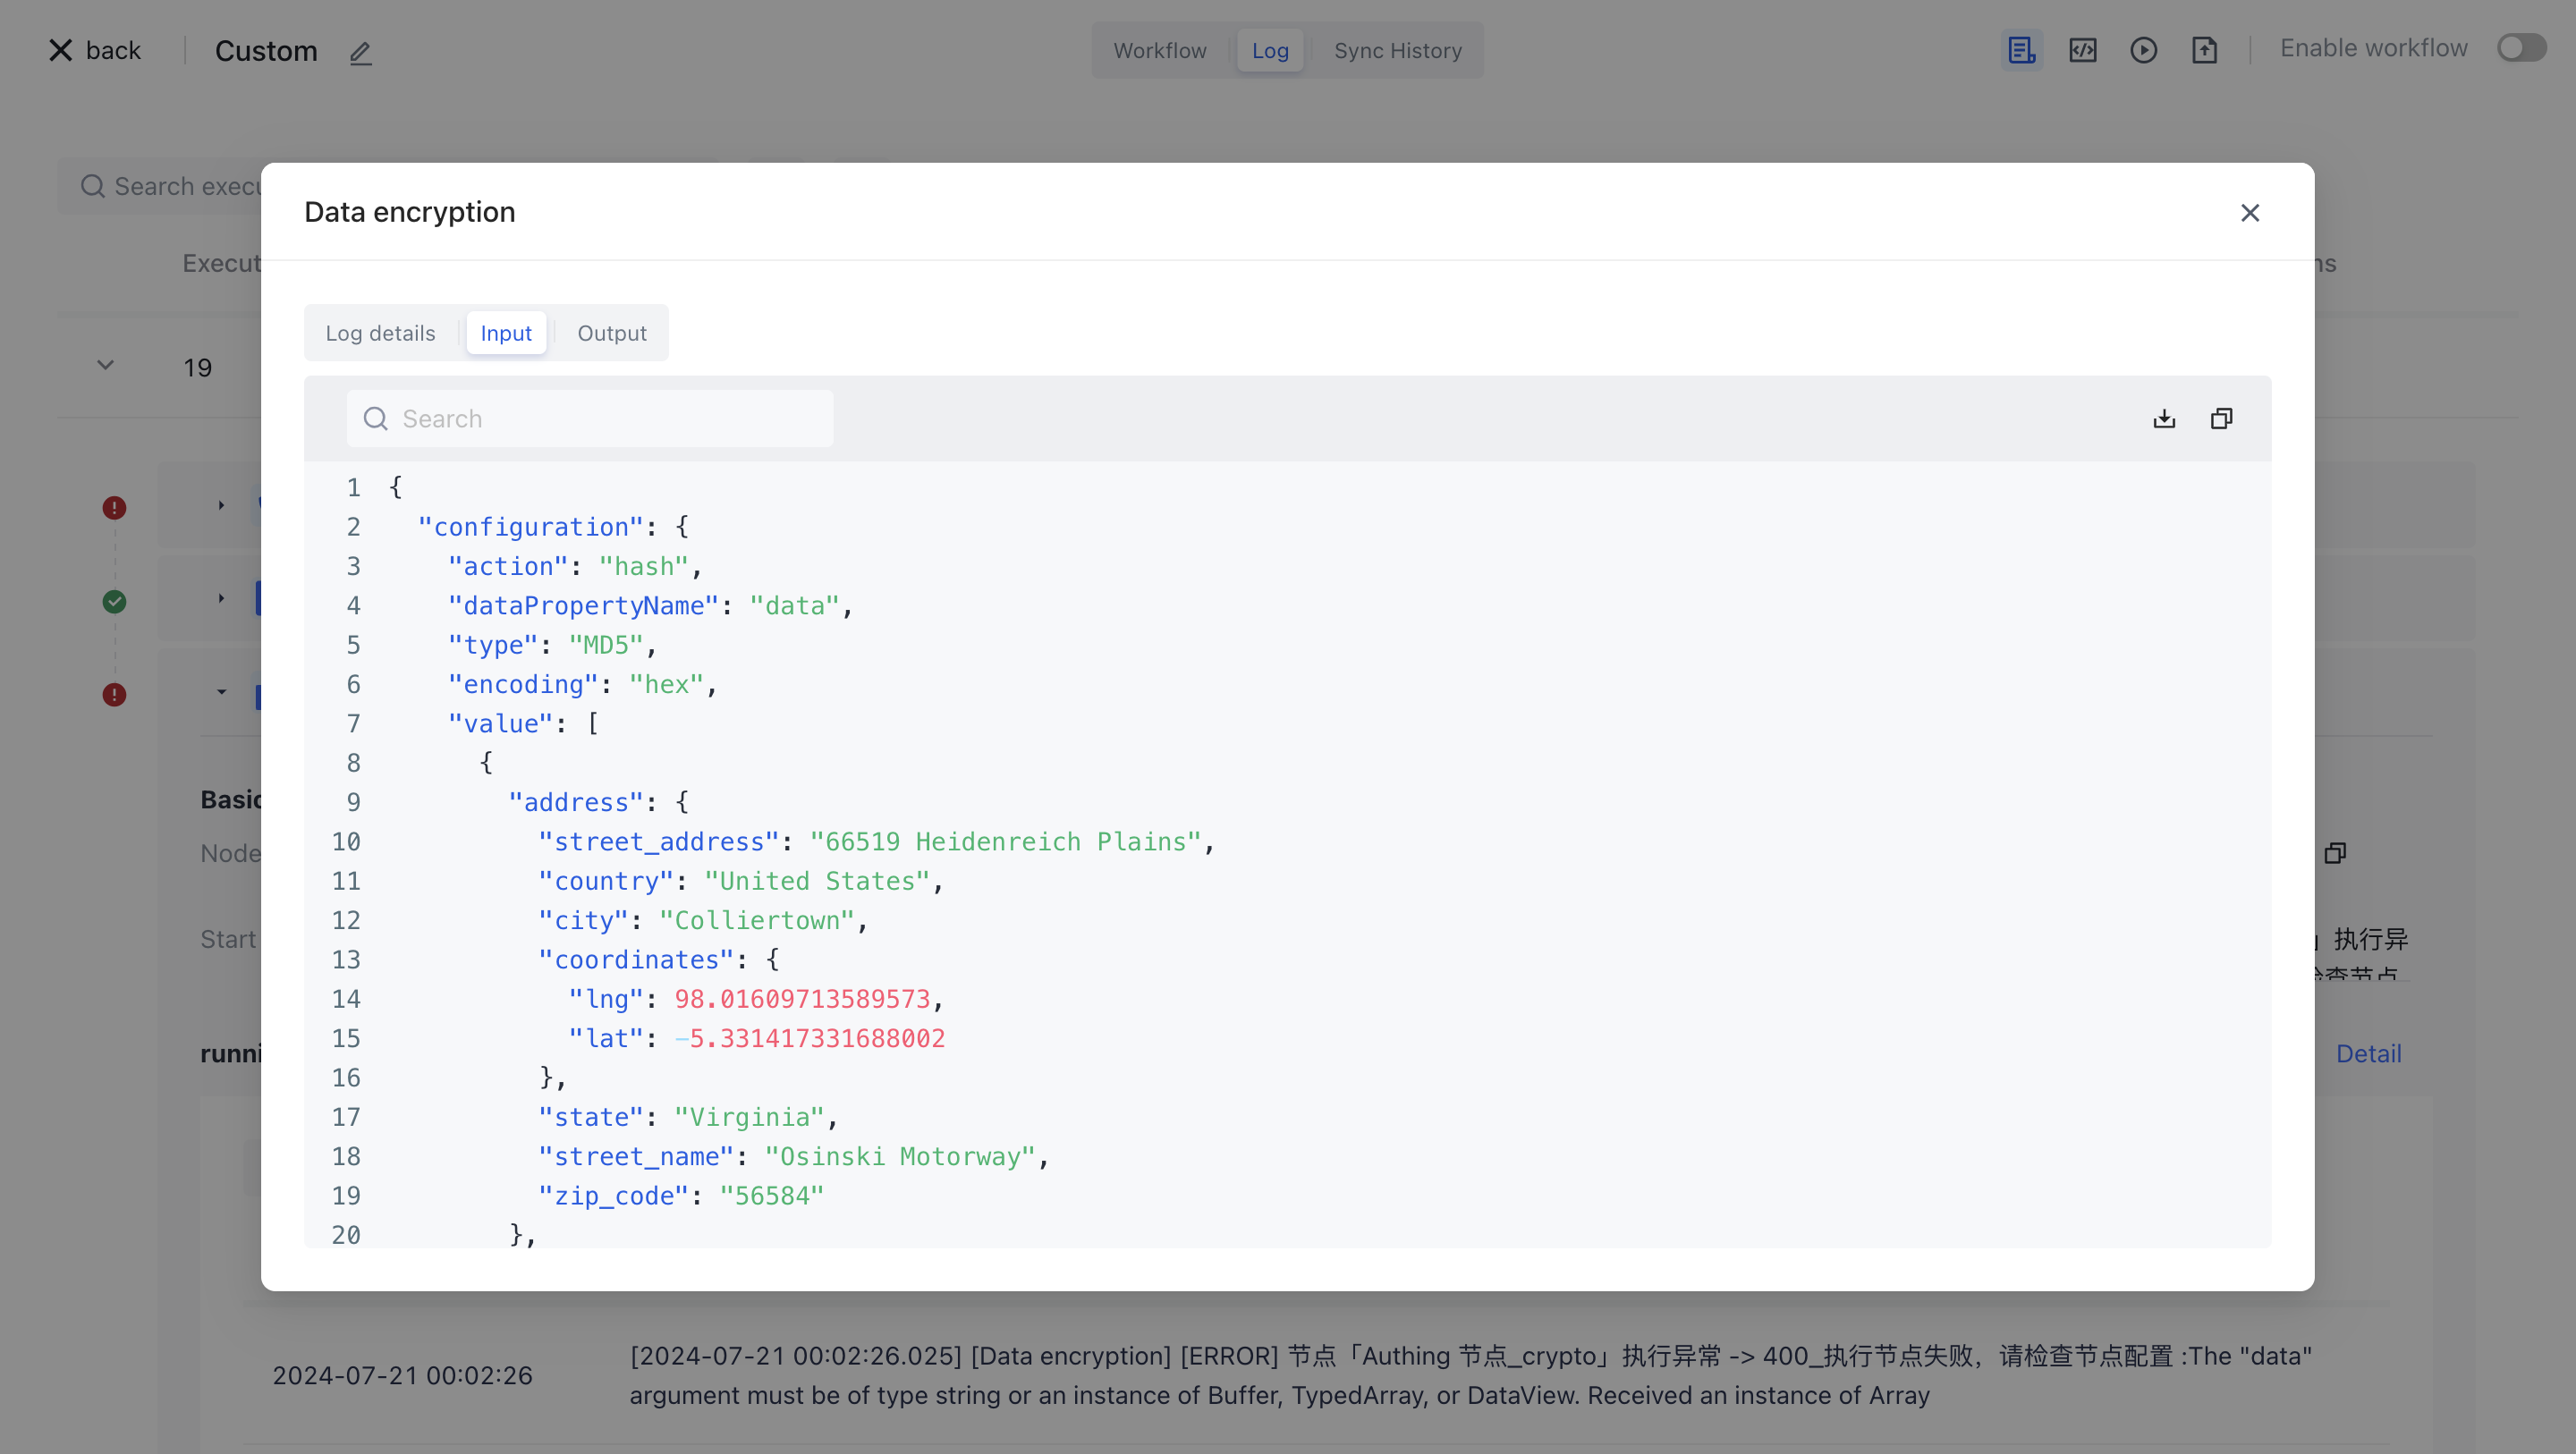 back
Custom
Workflow
Log
Sync History
Enable workflow
Search
Data encryption
19
Log details
Input
Output
Search
1 {
2 "configuration": {
3 "action": "hash",
4 "dataPropertyName": "data",
5 "type": "MD5",
6 "encoding": "hex",
7 "value": [
8 {
9 "address": {
10 "street_address": "66519 Heidenreich Plains",
11 "country": "United States",
12 "city": "Colliertown",
13 "coordinates": {
14 "lng": 98.01609713589573,
15 "lat": -5.331417331688002
16 },
17 "state": "Virginia",
18 "street_name": "Osinski Motorway",
19 "zip_code": "56584"
20 },
Basic
Node
Start
执行异
查节点
Detail
2024-07-21 00:02:26
[2024-07-21 00:02:26.025] [Data encryption] [ERROR] 节点「Authing 节点_crypto」执行异常 -> 400_执行节点失败，请检查节点配置 :The "data"
argument must be of type string or an instance of Buffer, TypedArray, or DataView. Received an instance of Array